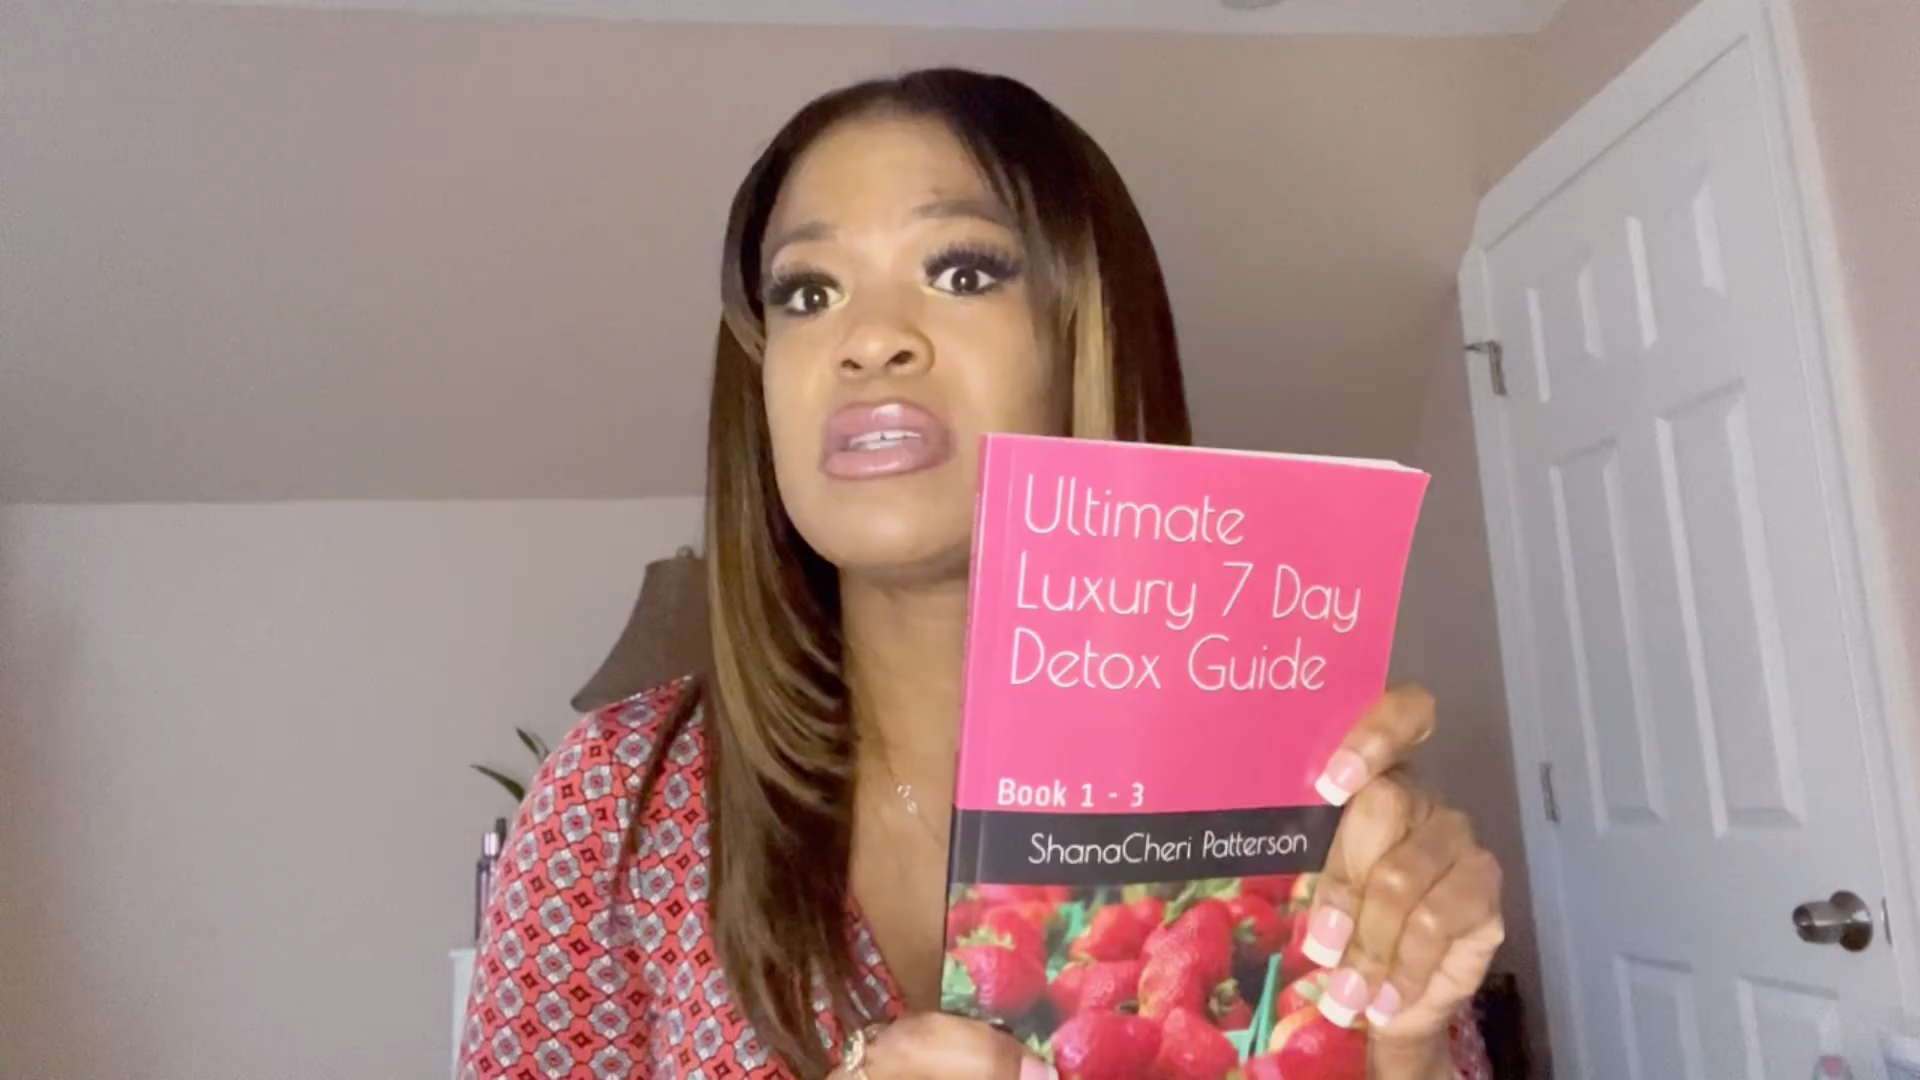 Ultimate
Luxury 7 Day
Detox Guide
Book 1 - 3
ShanaCheri Patterson